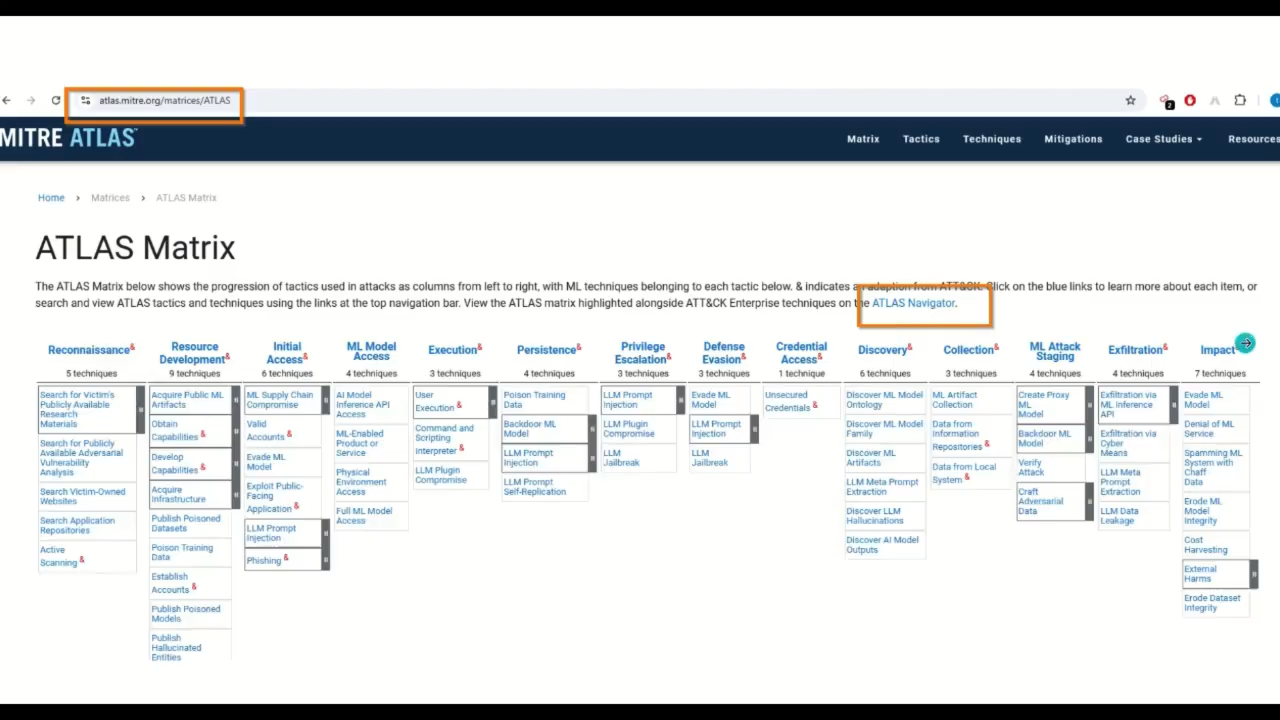 atlas.mitre.org/matrices/ATLAS
2
MITRE ATLAS™
Matrix Tactics Techniques Mitigations Case Studies Resources
Home > Matrices > ATLAS Matrix
ATLAS Matrix
The ATLAS Matrix below shows the progression of tactics used in attacks as columns from left to right, with ML techniques belonging to each tactic below. & indicates an adaption from ATT&CK. Click on the blue links to learn more about each item, or
search and view ATLAS tactics and techniques using the links at the top navigation bar. View the ATLAS matrix highlighted alongside ATT&CK Enterprise techniques on the ATLAS Navigator.
Reconnaissance&
5 techniques
Search for Victim's
Publicly Available
Research
Materials
Search for Publicly
Available Adversarial
Vulnerability
Analysis
Search Victim-Owned
Websites
Search Application
Repositories
Active
Scanning &
Resource
Development&
9 techniques
Acquire Public ML
Artifacts
Obtain
Capabilities &
Develop
Capabilities &
Acquire
Infrastructure
Publish Poisoned
Datasets
Poison Training
Data
Establish
Accounts &
Publish Poisoned
Models
Publish
Hallucinated
Entities
Initial
Access&
6 techniques
ML Supply Chain
Compromise
Valid
Accounts &
Evade ML
Model
Exploit Public-
Facing
Application &
LLM Prompt
Injection
Phishing &
ML Model
Access
4 techniques
AI Model
Inference API
Access
ML-Enabled
Product or
Service
Physical
Environment
Access
Full ML Model
Access
Execution&
3 techniques
User
Execution &
Command and
Scripting
Interpreter &
LLM Plugin
Compromise
Persistence&
4 techniques
Poison Training
Data
Backdoor ML
Model
LLM Prompt
Injection
LLM Prompt
Self-Replication
Privilege
Escalation&
3 techniques
LLM Prompt
Injection
LLM Plugin
Compromise
LLM
Jailbreak
Defense
Evasion&
3 techniques
Evade ML
Model
LLM Prompt
Injection
LLM
Jailbreak
Credential
Access&
1 technique
Unsecured
Credentials &
Discovery&
6 techniques
Discover ML Model
Ontology
Discover ML Model
Family
Discover ML
Artifacts
LLM Meta Prompt
Extraction
Discover LLM
Hallucinations
Discover AI Model
Outputs
Collection&
3 techniques
ML Artifact
Collection
Data from
Information
Repositories &
Data from Local
System &
ML Attack
Staging
4 techniques
Create Proxy
ML
Model
Backdoor ML
Model
Verify
Attack
Craft
Adversarial
Data
Exfiltration&
4 techniques
Exfiltration via
ML Inference
API
Exfiltration via
Cyber
Means
LLM Meta
Prompt
Extraction
LLM Data
Leakage
Impact
7 techniques
Evade ML
Model
Denial of ML
Service
Spamming ML
System with
Chaff
Data
Erode ML
Model
Integrity
Cost
Harvesting
External
Harms
Erode Dataset
Integrity